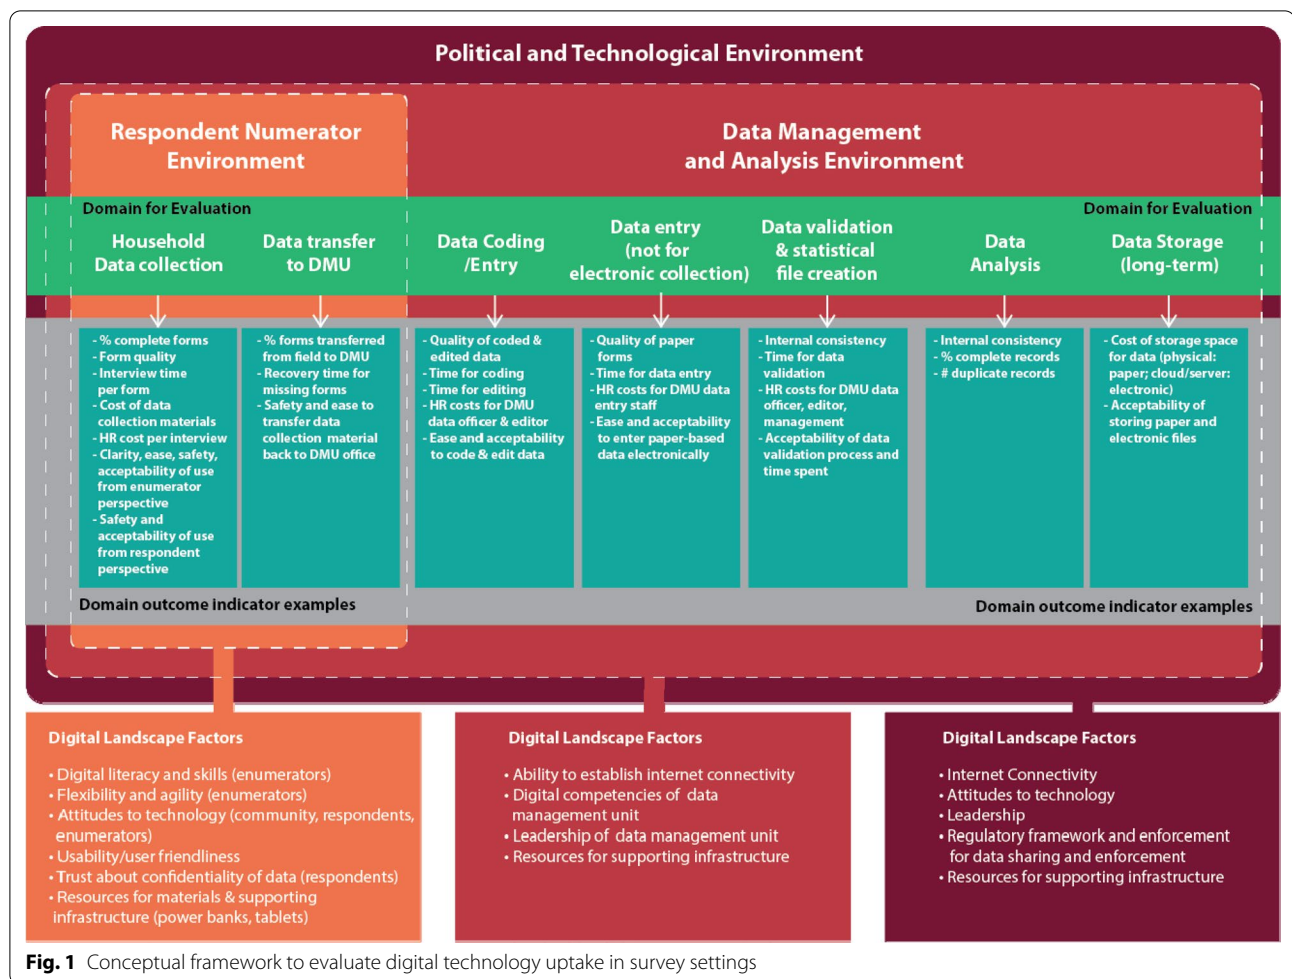 Political and Technological Environment
Respondent Numerator
Environment
Data Management
and Analysis Environment
Domain for Evaluation
Domain for Evaluation
Household
Data collection
Data transfer
to DMU
Data Coding
/Entry
Data entry
(not for
electronic collection)
Data validation
& statistical
file creation
Data
Analysis
Data Storage
(long-term)
- % complete forms
- Form quality
- Interview time
per form
- Cost of data
collection materials
- HR cost per interview
- Clarity, ease, safety,
acceptability of use
from enumerator
perspective
- Safety and
acceptability of use
from respondent
perspective
- % forms transferred
from field to DMU
- Recovery time for
missing forms
- Safety and ease to
transfer data
collection material
back to DMU office
- Quality of coded &
edited data
- Time for coding
- Time for editing
- HR costs for DMU
data officer & editor
- Ease and acceptability
to code & edit data
- Quality of paper
forms
- Time for data entry
- HR costs for DMU data
entry staff
- Ease and acceptability
to enter paper-based
data electronically
- Internal consistency
- Time for data
validation
- HR costs for DMU data
officer, editor,
management
- Acceptability of data
validation process and
time spent
- Internal consistency
- % complete records
- # duplicate records
- Cost of storage space
for data (physical:
paper; cloud/server:
electronic)
- Acceptability of
storing paper and
electronic files
Domain outcome indicator examples
Domain outcome indicator examples
Digital Landscape Factors
• Digital literacy and skills (enumerators)
• Flexibility and agility (enumerators)
• Attitudes to technology (community, respondents,
enumerators)
• Usability/user friendliness
• Trust about confidentiality of data (respondents)
• Resources for materials & supporting
infrastructure (power banks, tablets)
Digital Landscape Factors
• Ability to establish internet connectivity
• Digital competencies of data
management unit
• Leadership of data management unit
• Resources for supporting infrastructure
Digital Landscape Factors
• Internet Connectivity
• Attitudes to technology
• Leadership
• Regulatory framework and enforcement
for data sharing and enforcement
• Resources for supporting infrastructure
Fig. 1 Conceptual framework to evaluate digital technology uptake in survey settings